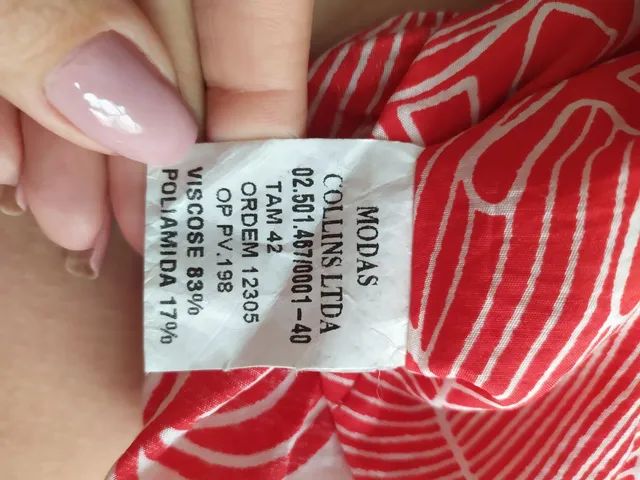 MODAS
COLLINS LTDA
02.501.467/0001-40
TAM 42
ORDEM 12305
OP PV.198
VISCOSE 83%
POLIAMIDA 17%